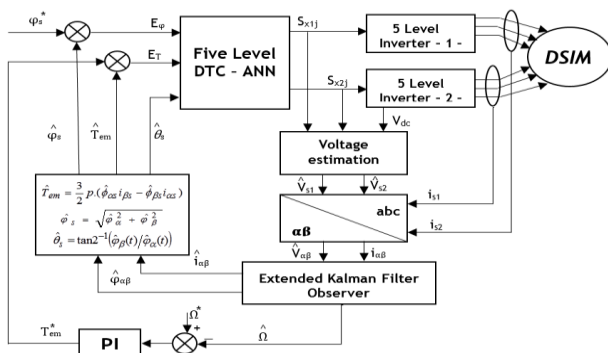 φs*
Eφ
ET
Five Level
DTC - ANN
Sx1j
Sx2j
5 Level
Inverter - 1 -
5 Level
Inverter - 2 -
DSIM
Vdc
φ̂s
T̂em
θ̂s
Voltage
estimation
V̂s1
V̂s2
abc
αβ
is1
is2
T̂em = 3/2 p.(ϕ̂αs iβs − ϕ̂βs iαs)
φ̂s = √(φ̂α² + φ̂β²)
θ̂s = tan2⁻¹(φ̂β(t)/φ̂α(t))
V̂αβ
iαβ
îαβ
φ̂αβ
Extended Kalman Filter
Observer
Ω*
+
−
Ω̂
T*em
PI